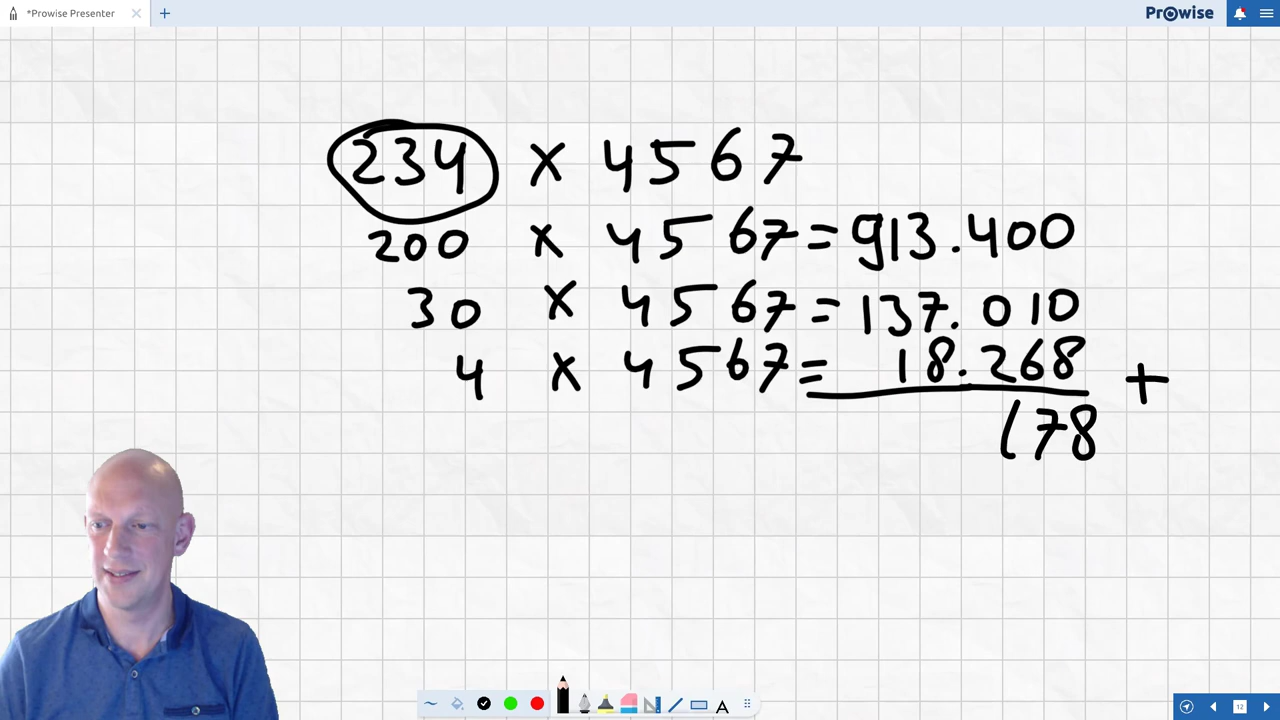 *Prowise Presenter
Prowise
234 × 4567
200 × 4567 = 913.400
30 × 4567 = 137.010
4 × 4567 = 18.268 +
178
A
12